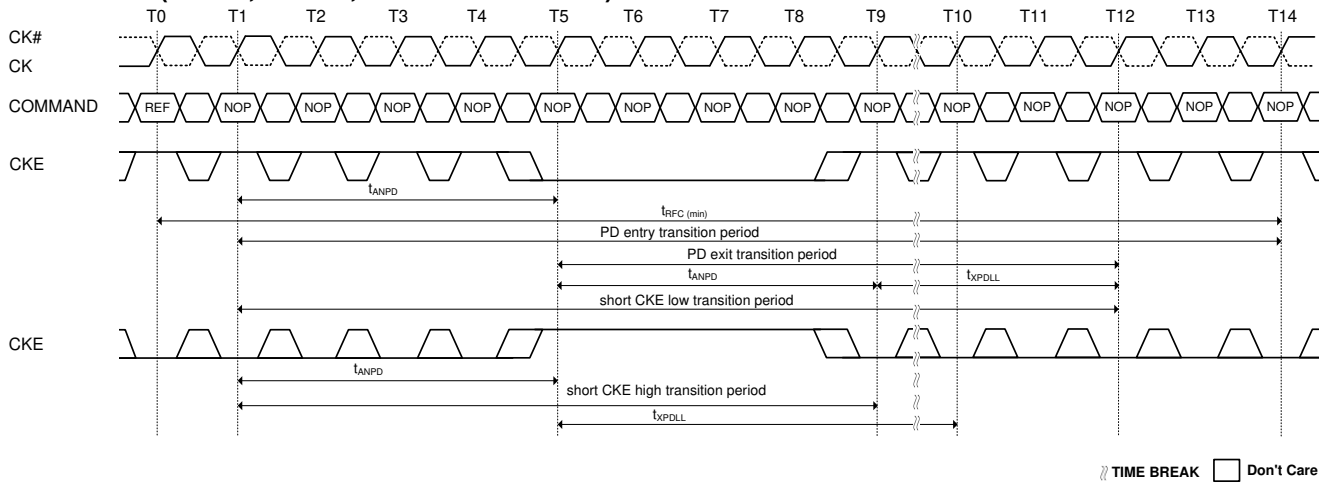 T0 T1 T2 T3 T4 T5 T6 T7 T8 T9 T10 T11 T12 T13 T14
CK#
CK
COMMAND REF NOP NOP NOP NOP NOP NOP NOP NOP NOP NOP NOP NOP NOP NOP
CKE
tANPD
tRFC (min)
PD entry transition period
PD exit transition period
tANPD tXPDLL
short CKE low transition period
CKE
tANPD
short CKE high transition period
tXPDLL
TIME BREAK Don't Care